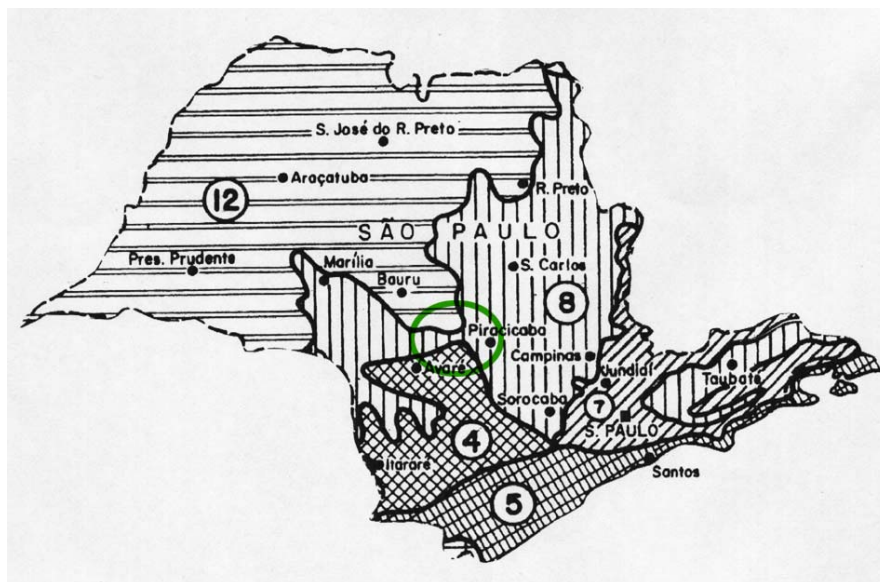 S. José do R. Preto
Araçatuba
R. Preto
12
SÃO PAULO
Pres. Prudente
Marília
S. Carlos
Bauru
8
Piracicaba
Campinas
Avaré
Jundiaí
Taubaté
Sorocaba
7
S. PAULO
4
Itararé
Santos
5